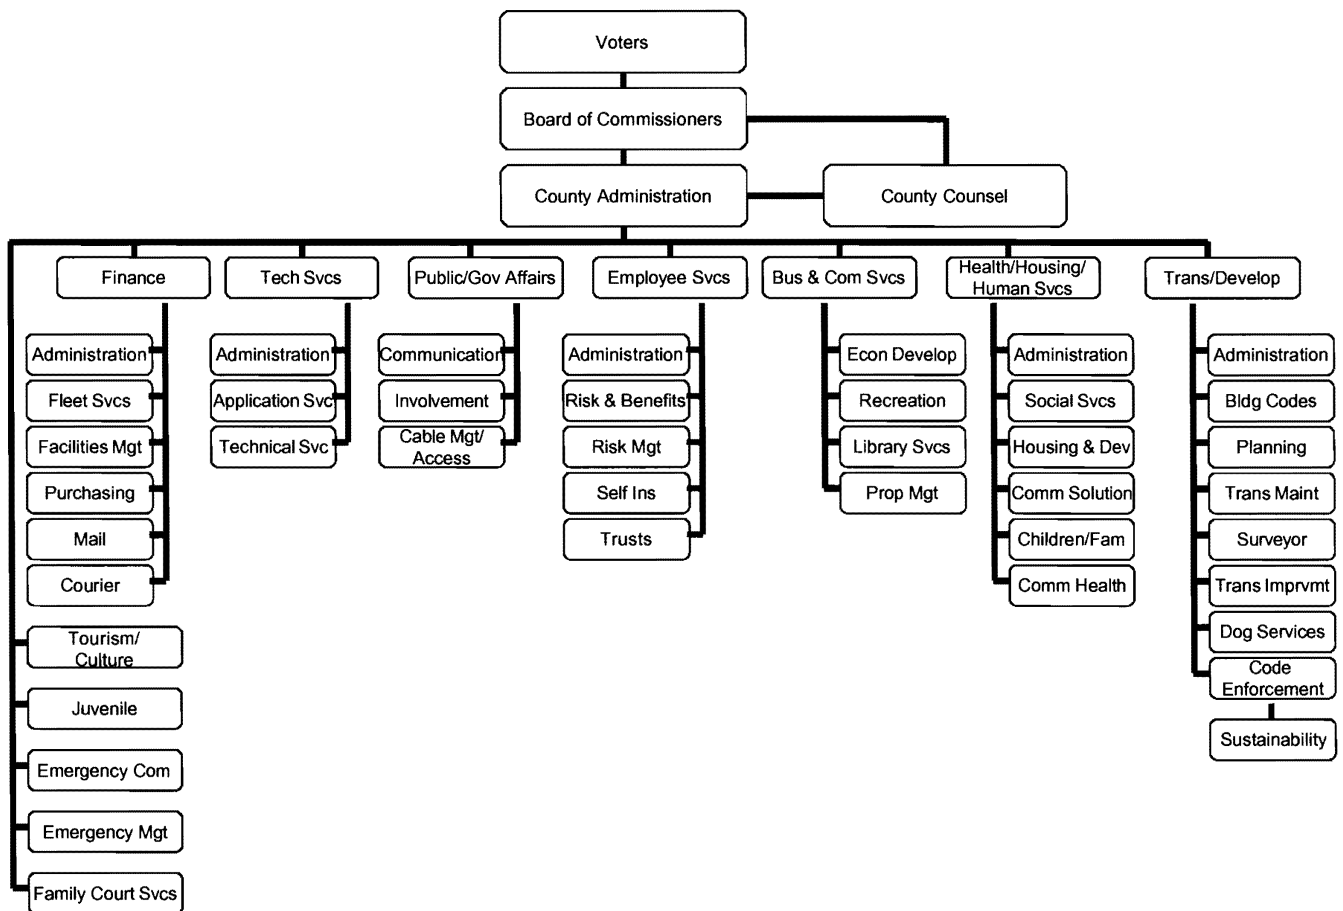 Voters
Board of Commissioners
County Administration
County Counsel
Finance
Tech Svcs
Public/Gov Affairs
Employee Svcs
Bus & Com Svcs
Health/Housing/
Human Svcs
Trans/Develop
Administration
Fleet Svcs
Facilities Mgt
Purchasing
Mail
Courier
Administration
Application Svc
Technical Svc
Communication
Involvement
Cable Mgt/
Access
Administration
Risk & Benefits
Risk Mgt
Self Ins
Trusts
Econ Develop
Recreation
Library Svcs
Prop Mgt
Administration
Social Svcs
Housing & Dev
Comm Solution
Children/Fam
Comm Health
Administration
Bldg Codes
Planning
Trans Maint
Surveyor
Trans Imprvmt
Dog Services
Code
Enforcement
Sustainability
Tourism/
Culture
Juvenile
Emergency Com
Emergency Mgt
Family Court Svcs